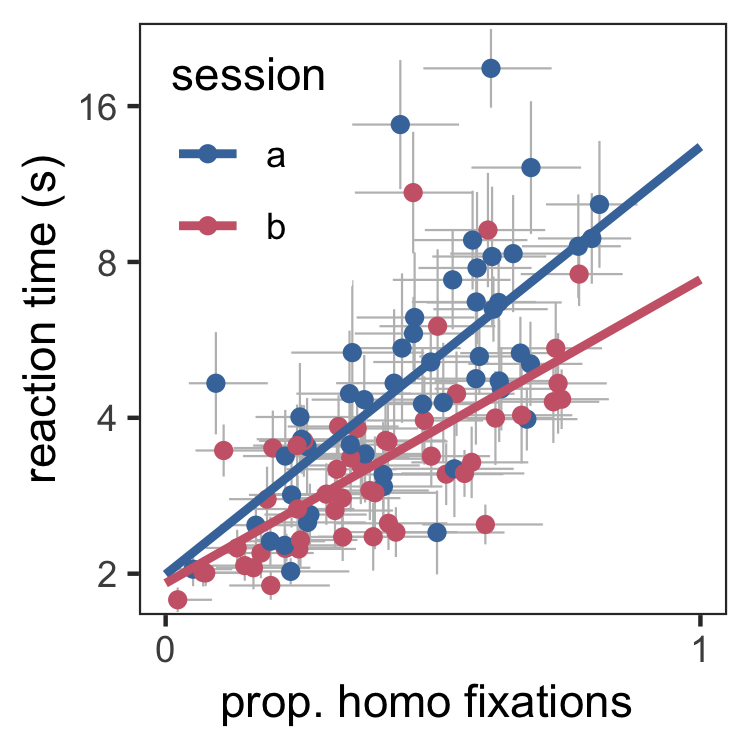 session
a
b
16
8
4
2
reaction time (s)
0
1
prop. homo fixations